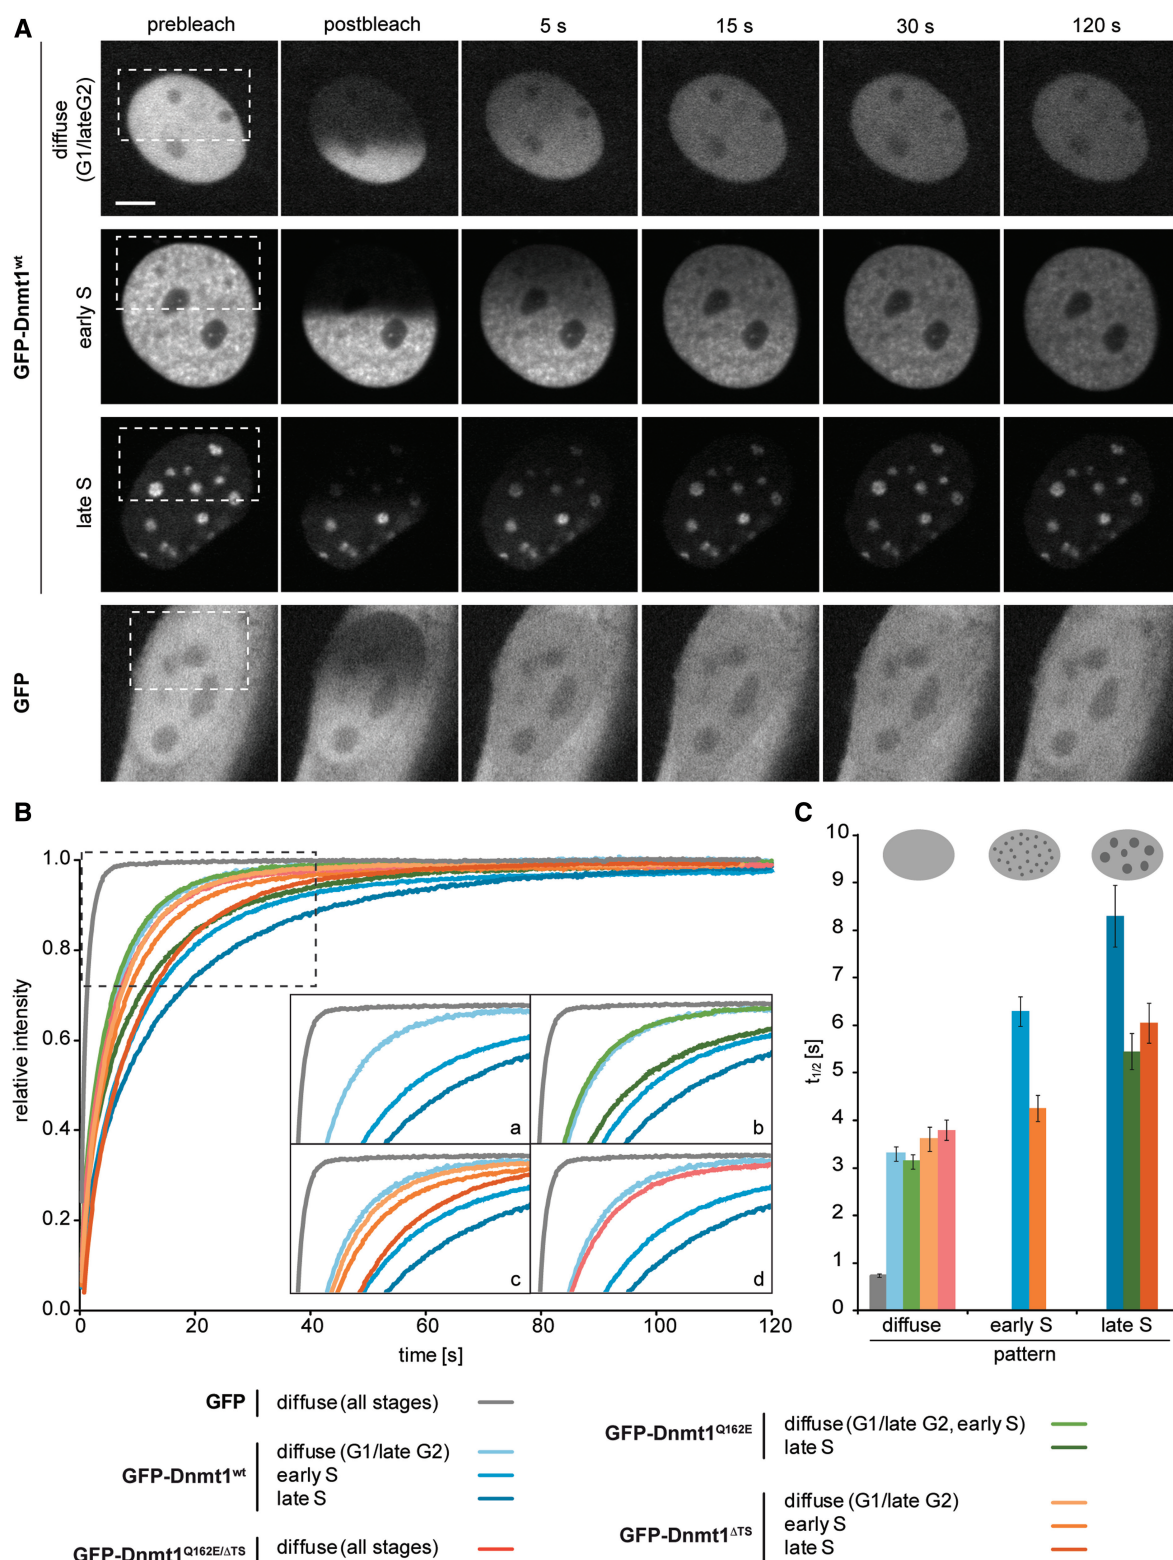 A
prebleach postbleach 5 s 15 s 30 s 120 s
GFP-Dnmt1wt
diffuse
(G1/lateG2)
early S
late S
GFP
B
relative intensity
1.0
0.8
0.6
0.4
0.2
0.0
0 20 40 60 80 100 120
time [s]
a
b
c
d
C
t1/2 [s]
10
9
8
7
6
5
4
3
2
1
0
diffuse early S late S
pattern
GFP
diffuse (all stages)
GFP-Dnmt1wt
diffuse (G1/late G2)
early S
late S
GFP-Dnmt1Q162E/ΔTS
diffuse (all stages)
GFP-Dnmt1Q162E
diffuse (G1/late G2, early S)
late S
GFP-Dnmt1ΔTS
diffuse (G1/late G2)
early S
late S